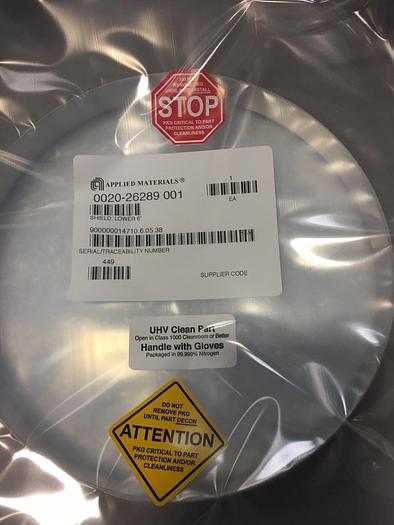 STOP
PKG CRITICAL TO PART
PROTECTION AND/OR
CLEANLINESS
APPLIED MATERIALS®
1
0020-26289 001
EA
SHIELD, LOWER 6"
900000014710.6.05.38
SERIAL/TRACEABILITY NUMBER
449
SUPPLIER CODE
UHV Clean Part
Open in Class 1000 Cleanroom or Better
Handle with Gloves
Packaged in 99.999% Nitrogen
DO NOT
REMOVE PKG
UNTIL PART DECON
ATTENTION
PKG CRITICAL TO PART
PROTECTION AND/OR
CLEANLINESS